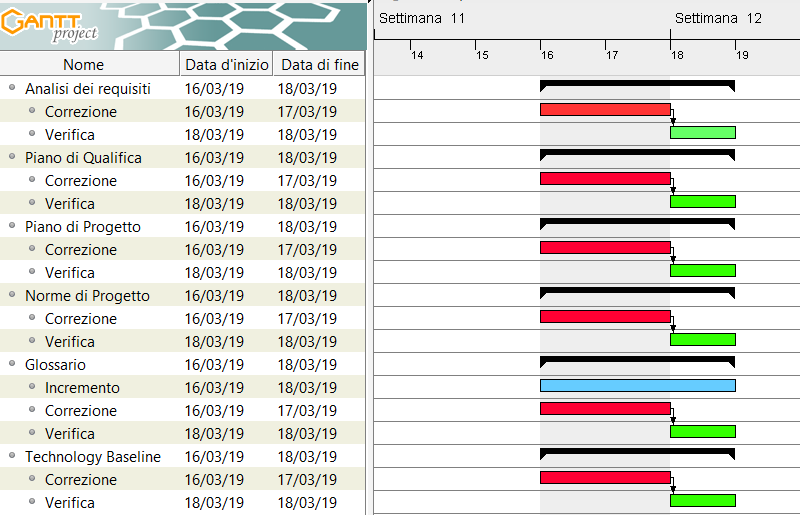 GANTT project
Settimana 11 Settimana 12
14 15 16 17 18 19
Nome Data d'inizio Data di fine
Analisi dei requisiti 16/03/19 18/03/19
Correzione 16/03/19 17/03/19
Verifica 18/03/19 18/03/19
Piano di Qualifica 16/03/19 18/03/19
Correzione 16/03/19 17/03/19
Verifica 18/03/19 18/03/19
Piano di Progetto 16/03/19 18/03/19
Correzione 16/03/19 17/03/19
Verifica 18/03/19 18/03/19
Norme di Progetto 16/03/19 18/03/19
Correzione 16/03/19 17/03/19
Verifica 18/03/19 18/03/19
Glossario 16/03/19 18/03/19
Incremento 16/03/19 18/03/19
Correzione 16/03/19 17/03/19
Verifica 18/03/19 18/03/19
Technology Baseline 16/03/19 18/03/19
Correzione 16/03/19 17/03/19
Verifica 18/03/19 18/03/19